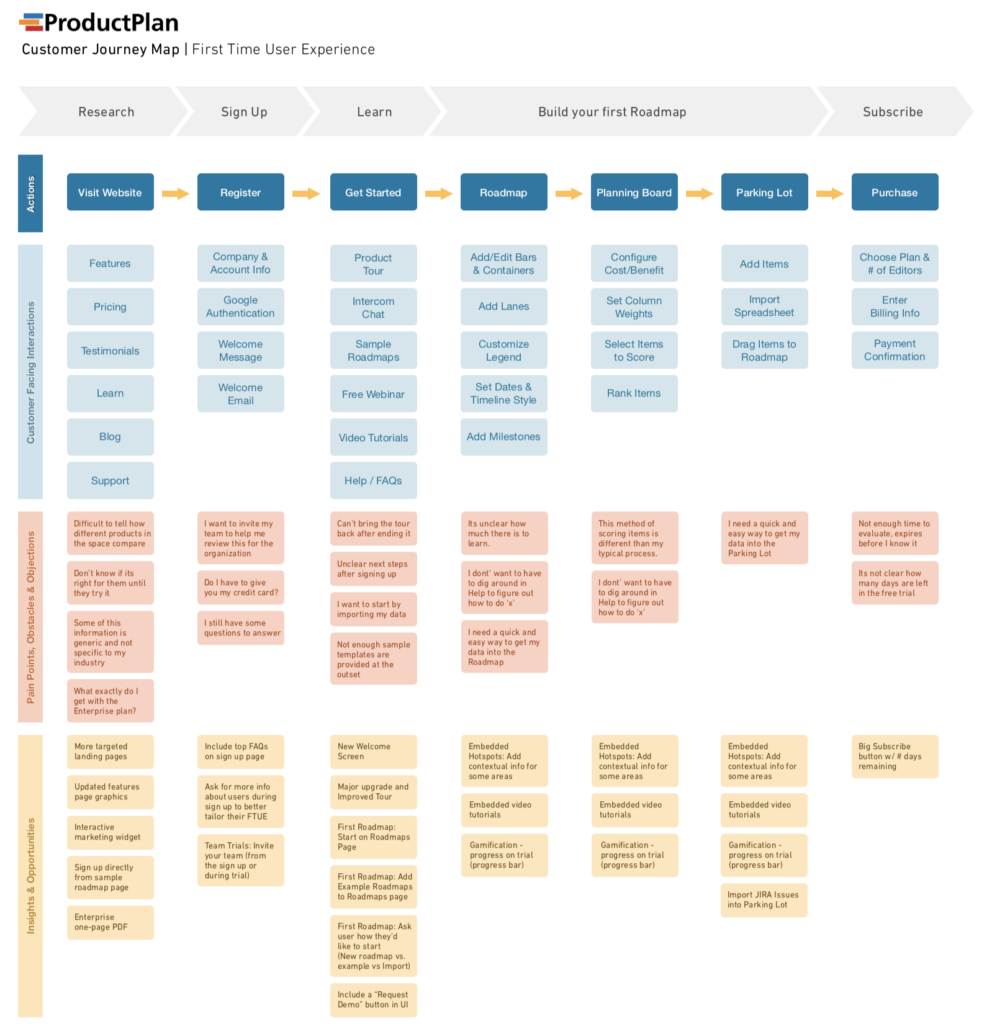 ProductPlan
Customer Journey Map | First Time User Experience
Research
Sign Up
Learn
Build your first Roadmap
Subscribe
Actions
Visit Website
Register
Get Started
Roadmap
Planning Board
Parking Lot
Purchase
Customer Facing Interactions
Features
Pricing
Testimonials
Learn
Blog
Support
Company &
Account Info
Google
Authentication
Welcome
Message
Welcome
Email
Product
Tour
Intercom
Chat
Sample
Roadmaps
Free Webinar
Video Tutorials
Help / FAQs
Add/Edit Bars
& Containers
Add Lanes
Customize
Legend
Set Dates &
Timeline Style
Add Milestones
Configure
Cost/Benefit
Set Column
Weights
Select Items
to Score
Rank Items
Add Items
Import
Spreadsheet
Drag Items to
Roadmap
Choose Plan &
# of Editors
Enter
Billing Info
Payment
Confirmation
Pain Points, Obstacles & Objections
Difficult to tell how
different products in
the space compare
Don't know if its
right for them until
they try it
Some of this
information is
generic and not
specific to my
industry
What exactly do I
get with the
Enterprise plan?
I want to invite my
team to help me
review this for the
organization
Do I have to give
you my credit card?
I still have some
questions to answer
Can't bring the tour
back after ending it
Unclear next steps
after signing up
I want to start by
importing my data
Not enough sample
templates are
provided at the
outset
Its unclear how
much there is to
learn.
I dont' want to have
to dig around in
Help to figure out
how to do 'x'
I need a quick and
easy way to get my
data into the
Roadmap
This method of
scoring items is
different than my
typical process.
I dont' want to have
to dig around in
Help to figure out
how to do 'x'
I need a quick and
easy way to get my
data into the
Parking Lot
Not enough time to
evaluate, expires
before I know it
Its not clear how
many days are left
in the free trial
Insights & Opportunities
More targeted
landing pages
Updated features
page graphics
Interactive
marketing widget
Sign up directly
from sample
roadmap page
Enterprise
one-page PDF
Include top FAQs
on sign up page
Ask for more info
about users during
sign up to better
tailor their FTUE
Team Trials: Invite
your team (from
the sign up or
during trial)
New Welcome
Screen
Major upgrade and
Improved Tour
First Roadmap:
Start on Roadmaps
Page
First Roadmap: Add
Example Roadmaps
to Roadmaps page
First Roadmap: Ask
user how they'd
like to start
(New roadmap vs.
example vs Import)
Include a "Request
Demo" button in UI
Embedded
Hotspots: Add
contextual info for
some areas
Embedded video
tutorials
Gamification -
progress on trial
(progress bar)
Embedded
Hotspots: Add
contextual info for
some areas
Embedded video
tutorials
Gamification -
progress on trial
(progress bar)
Embedded
Hotspots: Add
contextual info for
some areas
Embedded video
tutorials
Gamification -
progress on trial
(progress bar)
Import JIRA Issues
into Parking Lot
Big Subscribe
button w/ # days
remaining